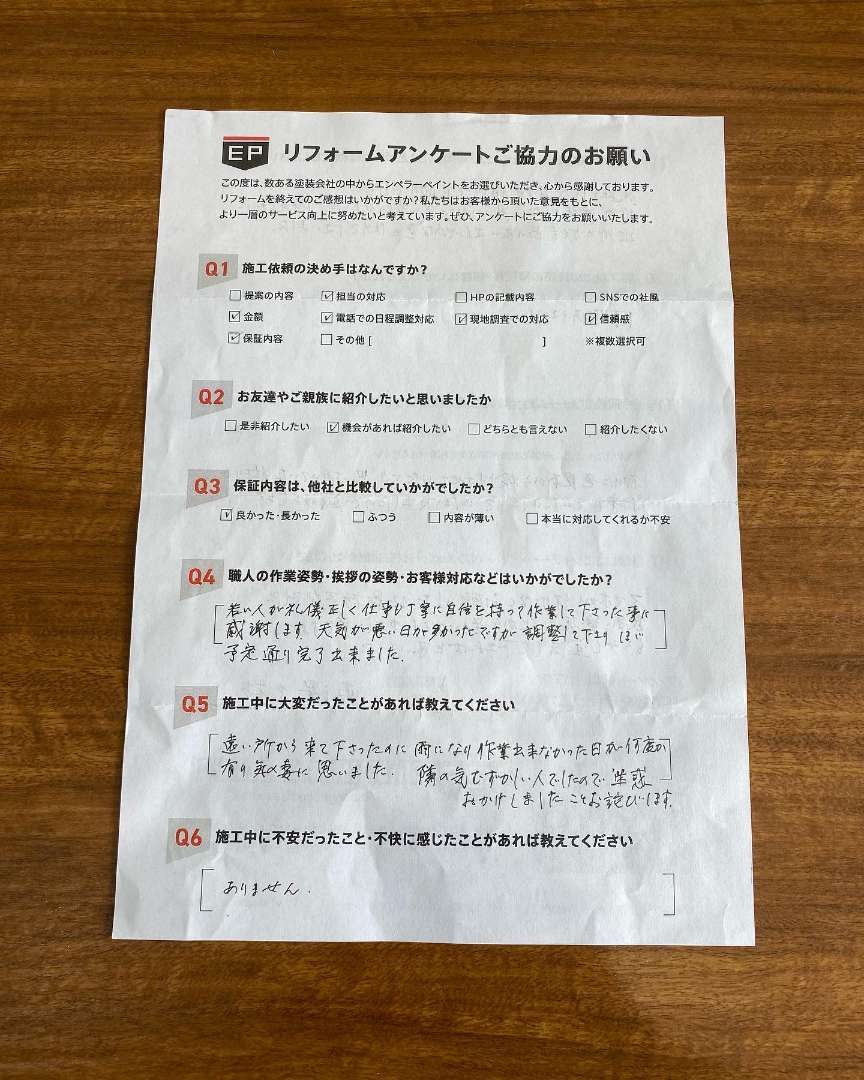 EP リフォームアンケートご協力のお願い
この度は、数ある塗装会社の中からエンペラーペイントをお選びいただき、心から感謝しております。
リフォームを終えてのご感想はいかがですか?私たちはお客様から頂いた意見をもとに、
より一層のサービス向上に努めたいと考えています。ぜひ、アンケートにご協力をお願いいたします。
Q1 施工依頼の決め手はなんですか?
□提案の内容 ☑担当の対応 □HPの記載内容 □SNSでの社風
☑金額 ☑電話での日程調整対応 ☑現地調査での対応 ☑信頼感
☑保証内容 □その他[ ] ※複数選択可
Q2 お友達やご親族に紹介したいと思いましたか
□是非紹介したい ☑機会があれば紹介したい □どちらとも言えない □紹介したくない
Q3 保証内容は、他社と比較していかがでしたか?
☑良かった・長かった □ふつう □内容が薄い □本当に対応してくれるか不安
Q4 職人の作業姿勢・挨拶の姿勢・お客様対応などはいかがでしたか?
若い人が礼儀正しく仕事も丁寧に自信を持って作業して下さった事に
感謝します 天気が悪い日が多かったですが調整して下さり ほぼ
予定通り完了出来ました.
Q5 施工中に大変だったことがあれば教えてください
遠い所から来て下さったのに雨になり作業出来なかった日が何度か
有り気の毒に思いました. 隣の気むずかしい人でしたので迷惑
おかけしましたことお詫びします.
Q6 施工中に不安だったこと・不快に感じたことがあれば教えてください
ありません.